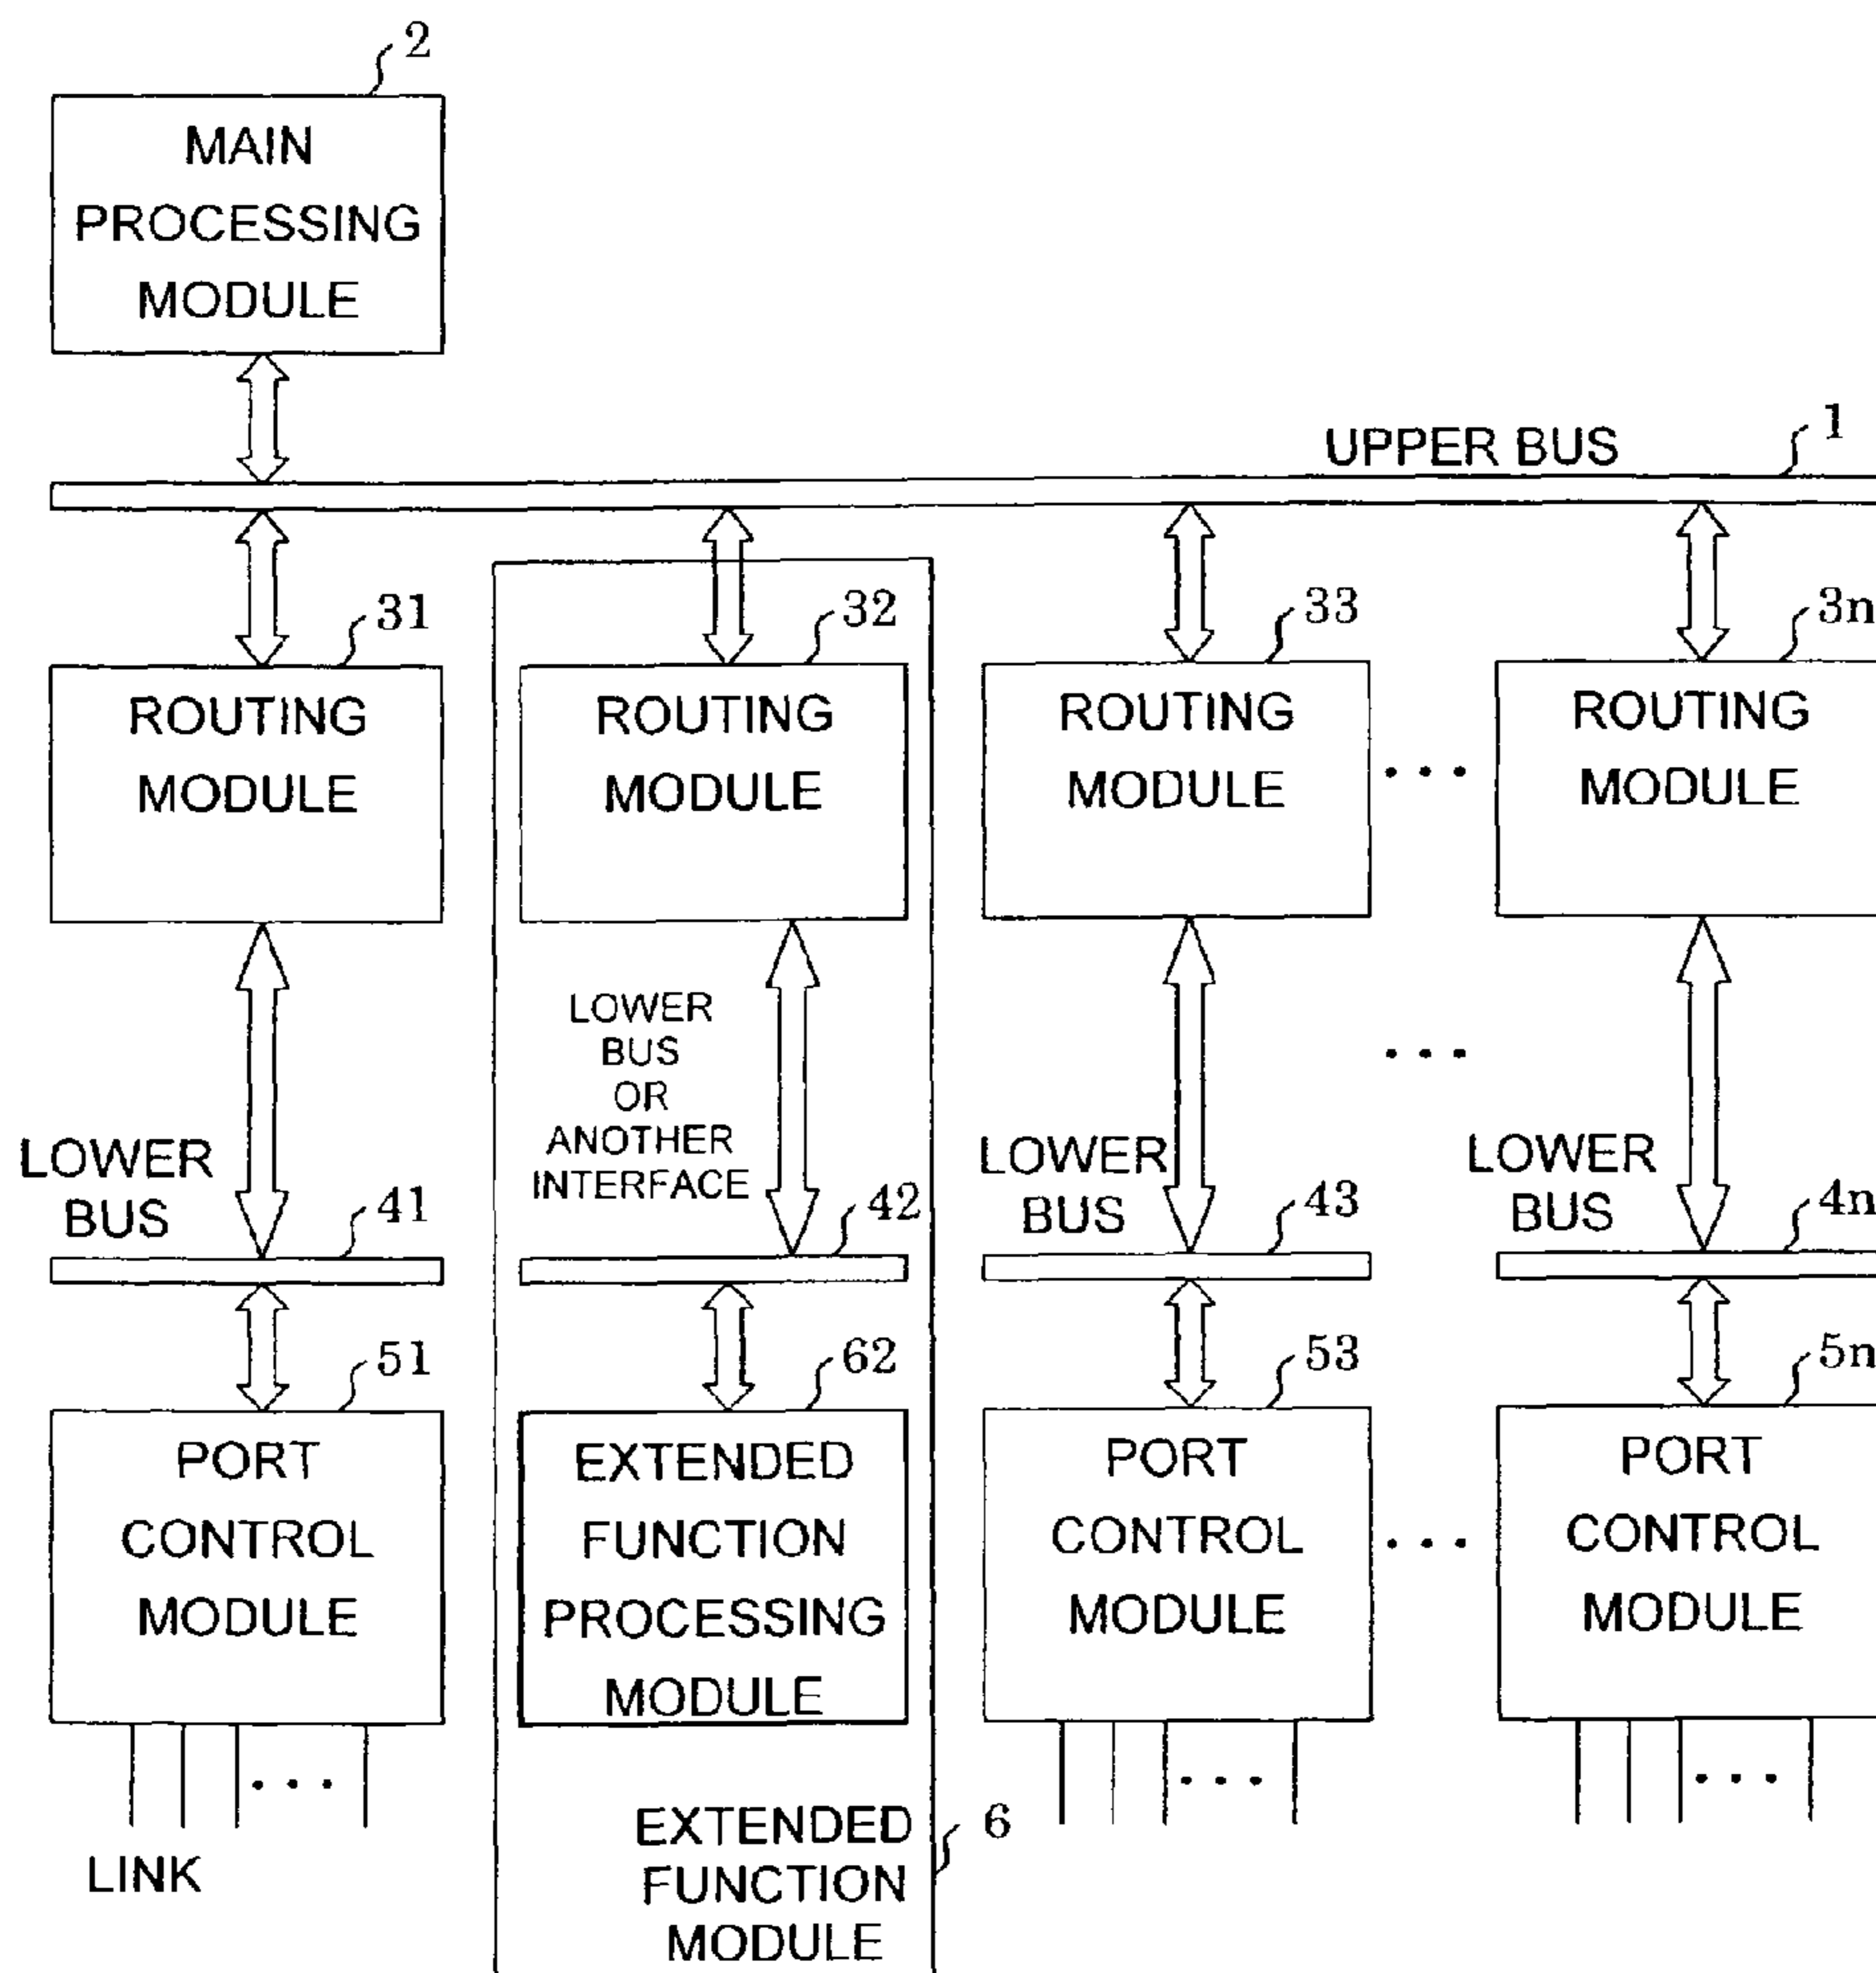 2
MAIN
PROCESSING
MODULE
UPPER BUS
1
31
32
33
3n
ROUTING
MODULE
ROUTING
MODULE
ROUTING
MODULE
...
ROUTING
MODULE
LOWER
BUS
41
LOWER
BUS
OR
ANOTHER
INTERFACE
42
LOWER
BUS
43
...
LOWER
BUS
4n
51
62
53
5n
PORT
CONTROL
MODULE
EXTENDED
FUNCTION
PROCESSING
MODULE
PORT
CONTROL
MODULE
...
PORT
CONTROL
MODULE
...
...
...
LINK
EXTENDED
FUNCTION
MODULE
6